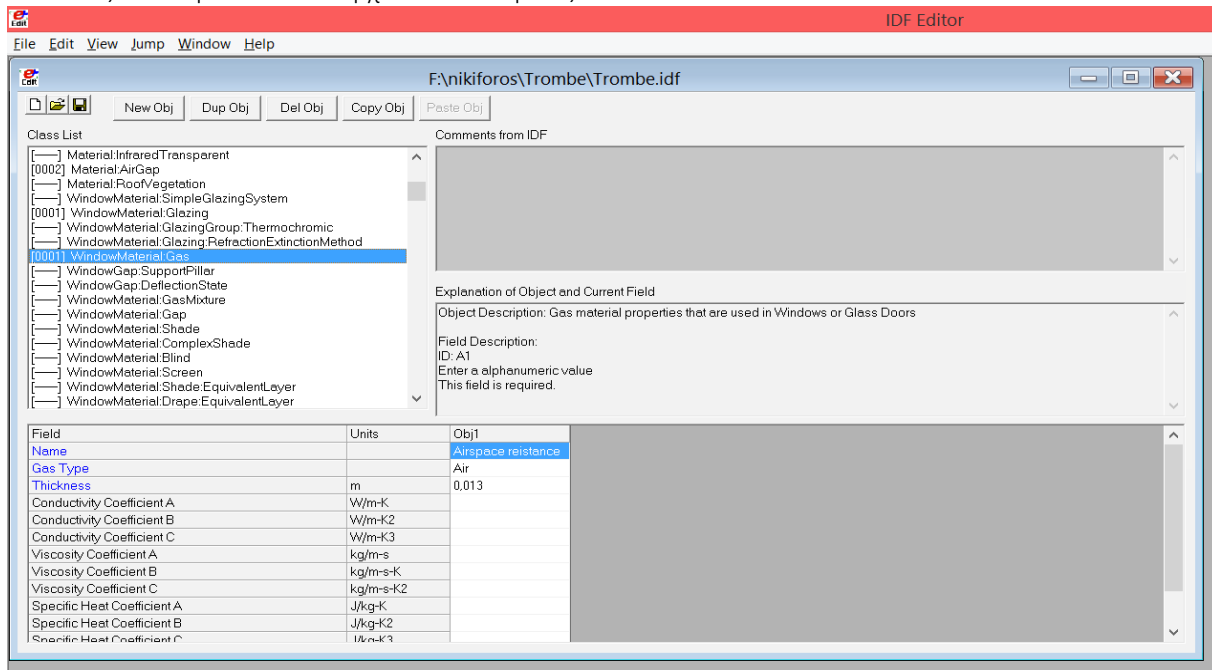 IDF Editor
File Edit View Jump Window Help
F:\nikiforos\Trombe\Trombe.idf
New Obj Dup Obj Del Obj Copy Obj Paste Obj
Class List
Comments from IDF
[-----] Material:InfraredTransparent
[0002] Material:AirGap
[-----] Material:RoofVegetation
[-----] WindowMaterial:SimpleGlazingSystem
[0001] WindowMaterial:Glazing
[-----] WindowMaterial:GlazingGroup:Thermochromic
[-----] WindowMaterial:Glazing:RefractionExtinctionMethod
[0001] WindowMaterial:Gas
[-----] WindowGap:SupportPillar
[-----] WindowGap:DeflectionState
[-----] WindowMaterial:GasMixture
[-----] WindowMaterial:Gap
[-----] WindowMaterial:Shade
[-----] WindowMaterial:ComplexShade
[-----] WindowMaterial:Blind
[-----] WindowMaterial:Screen
[-----] WindowMaterial:Shade:EquivalentLayer
[-----] WindowMaterial:Drape:EquivalentLayer
Explanation of Object and Current Field
Object Description: Gas material properties that are used in Windows or Glass Doors
Field Description:
ID: A1
Enter a alphanumeric value
This field is required.
Field Units Obj1
Name Airspace reistance
Gas Type Air
Thickness m 0,013
Conductivity Coefficient A W/m-K
Conductivity Coefficient B W/m-K2
Conductivity Coefficient C W/m-K3
Viscosity Coefficient A kg/m-s
Viscosity Coefficient B kg/m-s-K
Viscosity Coefficient C kg/m-s-K2
Specific Heat Coefficient A J/kg-K
Specific Heat Coefficient B J/kg-K2
Specific Heat Coefficient C J/kg-K3